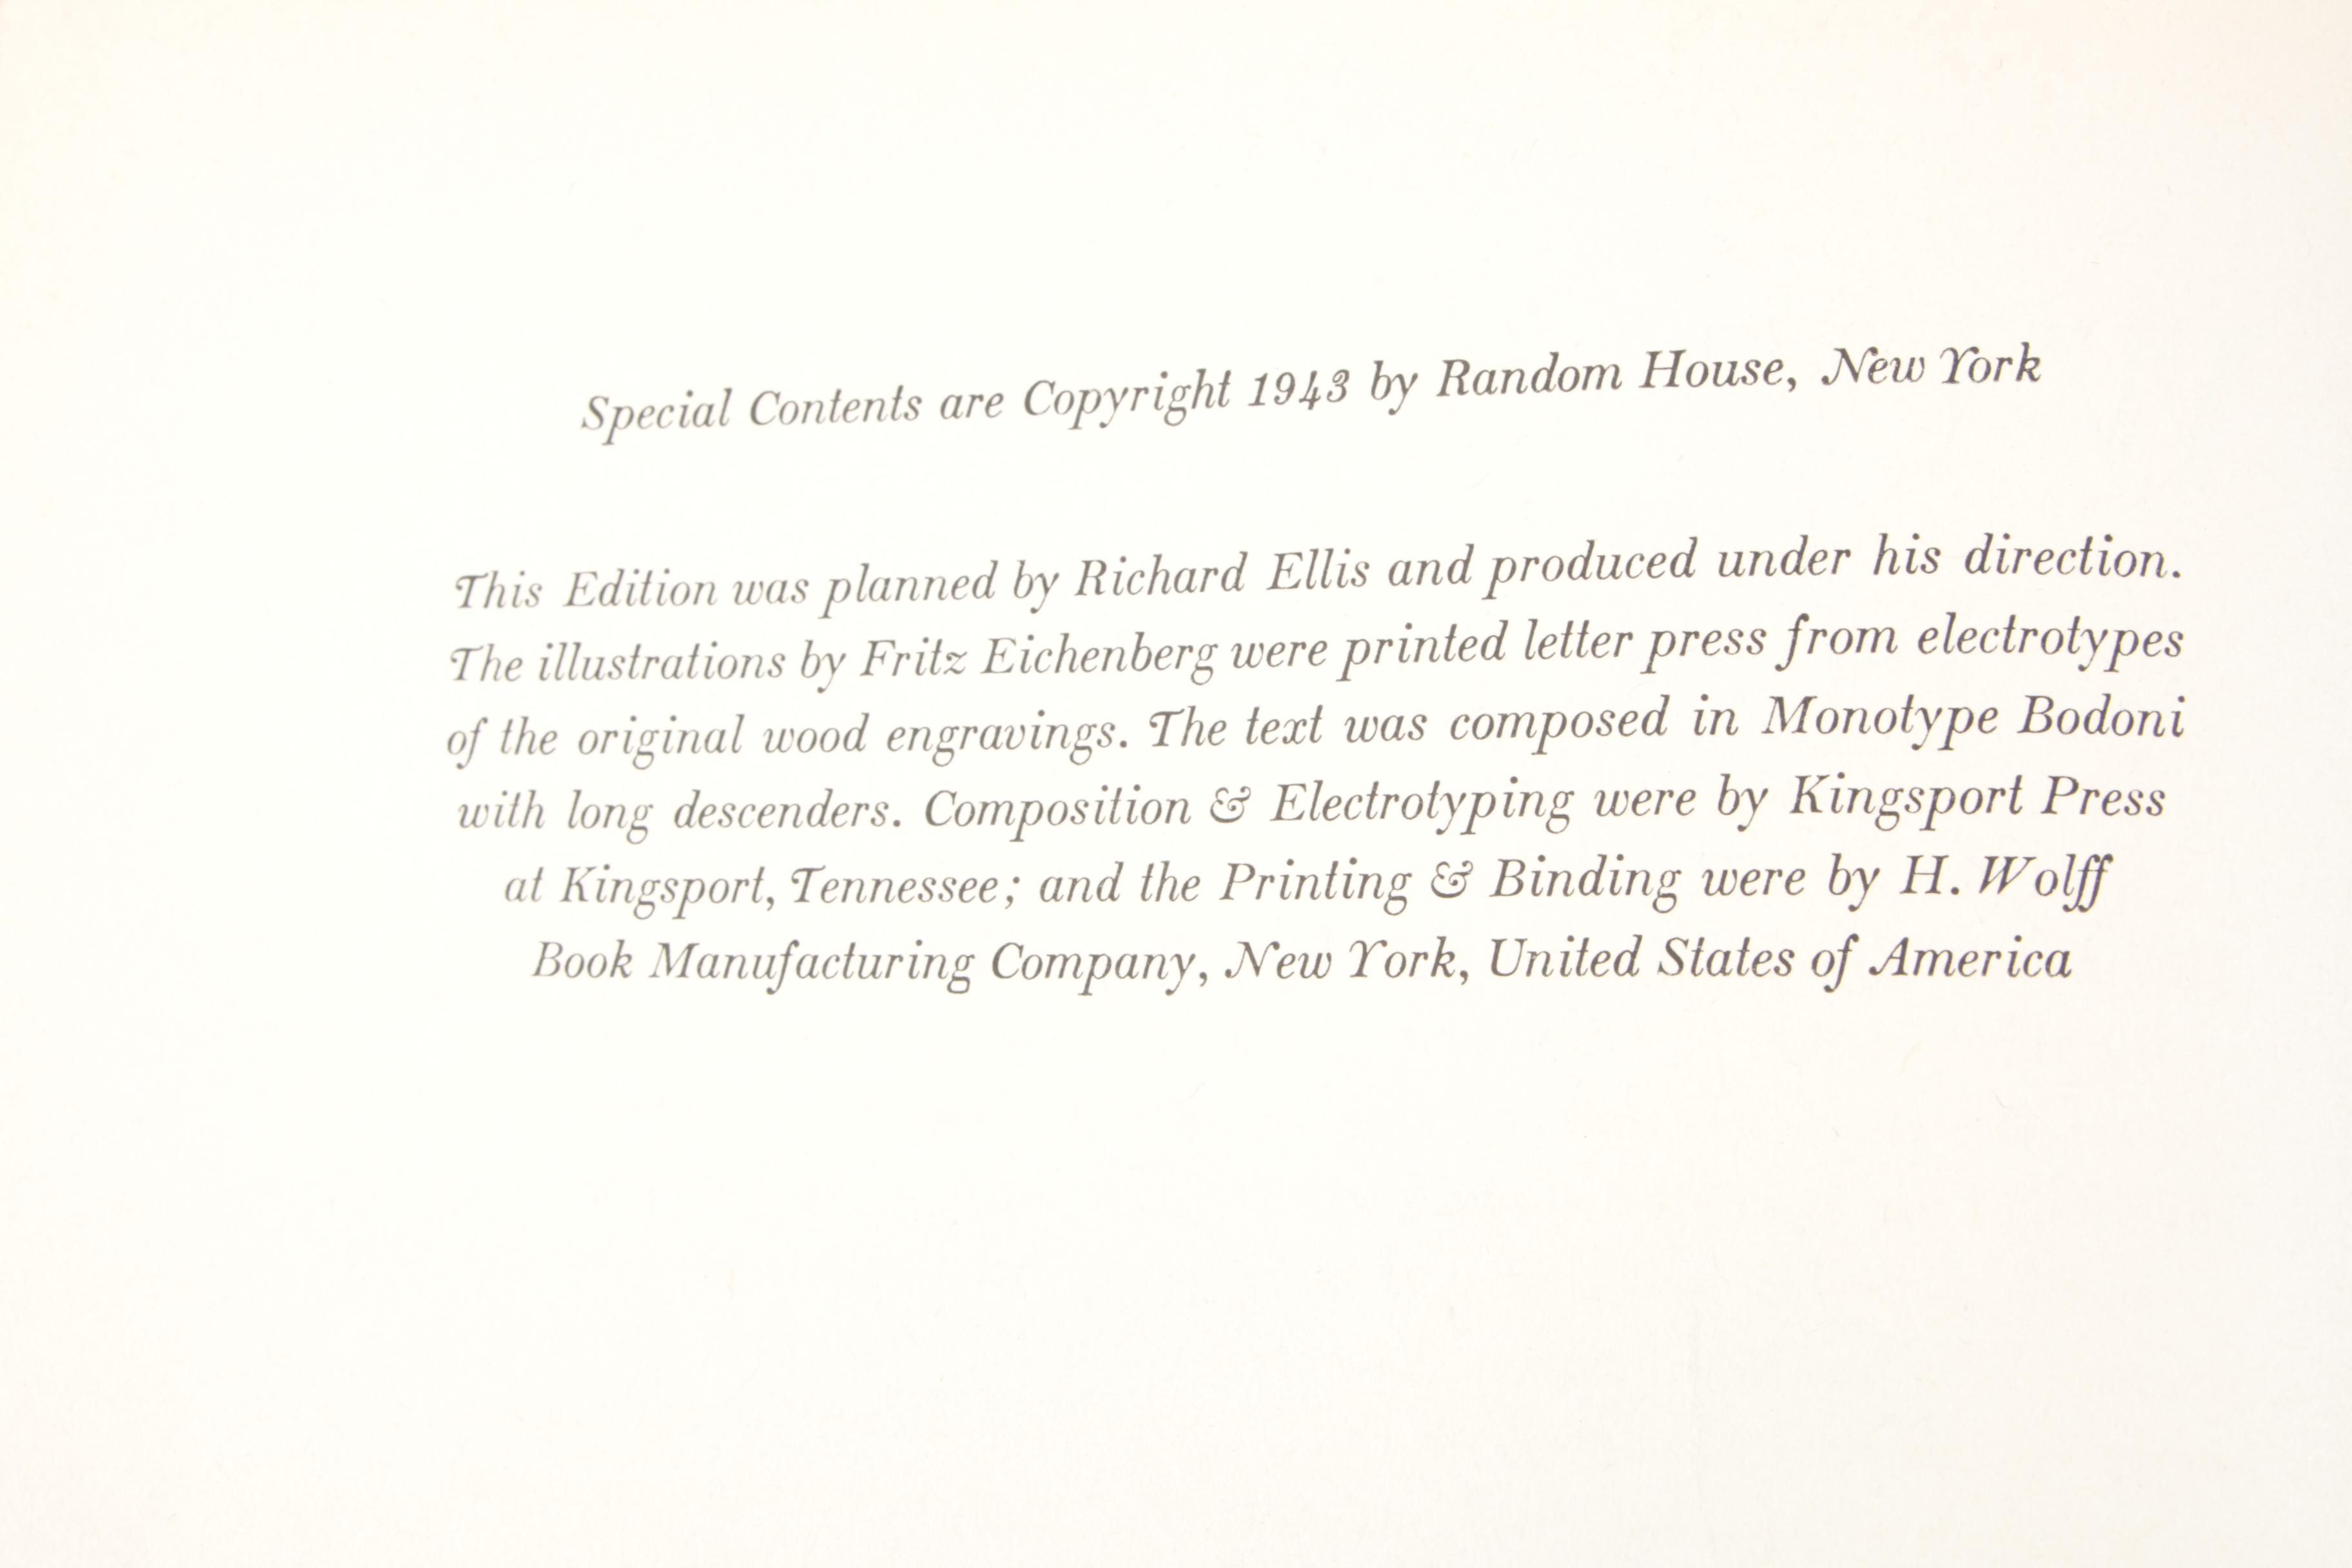 Special Contents are Copyright 1943 by Random House, New York
This Edition was planned by Richard Ellis and produced under his direction.
The illustrations by Fritz Eichenberg were printed letter press from electrotypes
of the original wood engravings. The text was composed in Monotype Bodoni
with long descenders. Composition & Electrotyping were by Kingsport Press
at Kingsport, Tennessee; and the Printing & Binding were by H. Wolff
Book Manufacturing Company, New York, United States of America